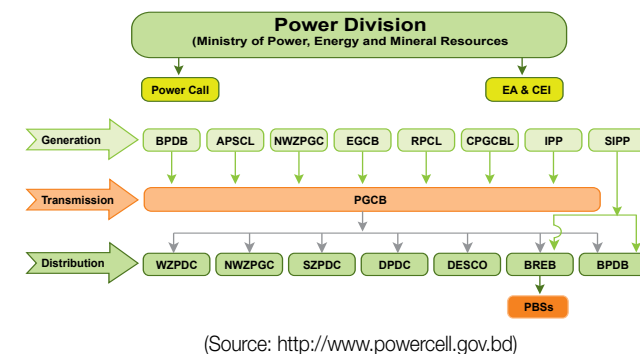 Power Division
(Ministry of Power, Energy and Mineral Resources
Power Call
EA & CEI
Generation
BPDB
APSCL
NWZPGC
EGCB
RPCL
CPGCBL
IPP
SIPP
Transmission
PGCB
Distribution
WZPDC
NWZPGC
SZPDC
DPDC
DESCO
BREB
BPDB
PBSs
(Source: http://www.powercell.gov.bd)